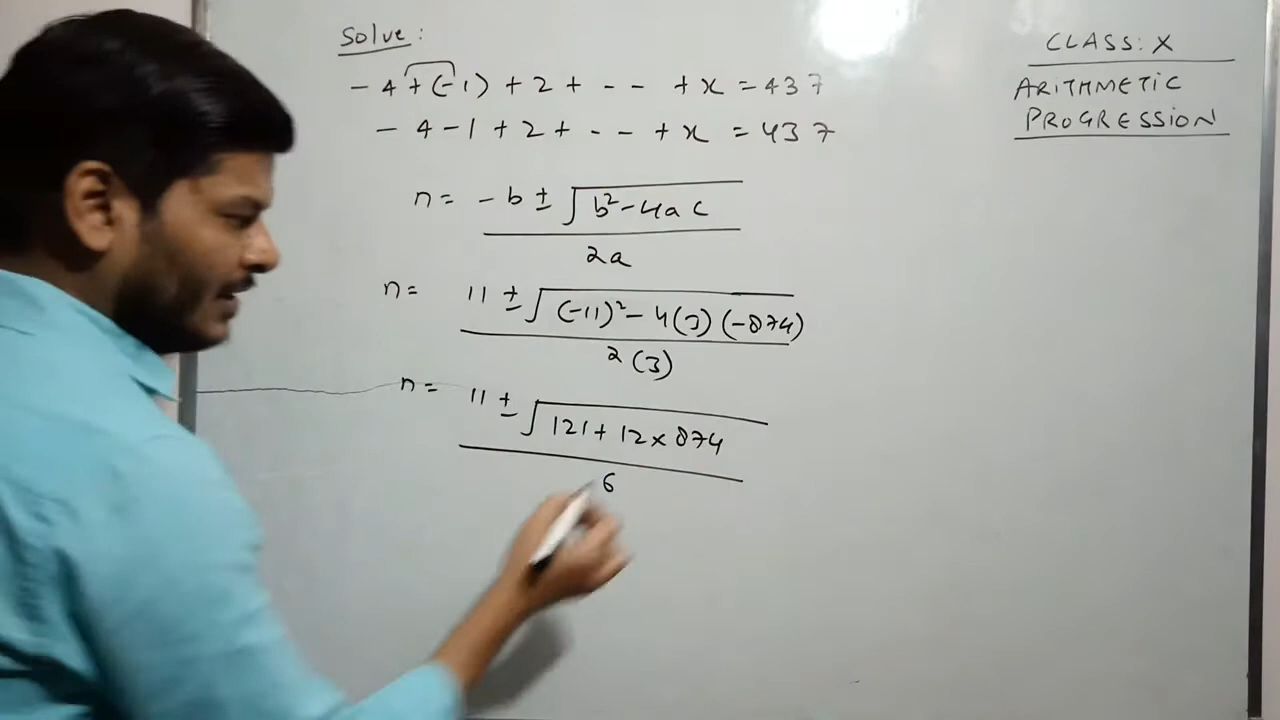 Solve:
- 4 + (-1) + 2 + - - + x = 437
- 4 - 1 + 2 + - - + x = 437
n = - b ± √b² - 4ac
2a
n = 11 ± √(-11)² - 4(3)(-874)
2(3)
n = 11 ± √121 + 12 × 874
6
CLASS: X
ARITHMETIC
PROGRESSION